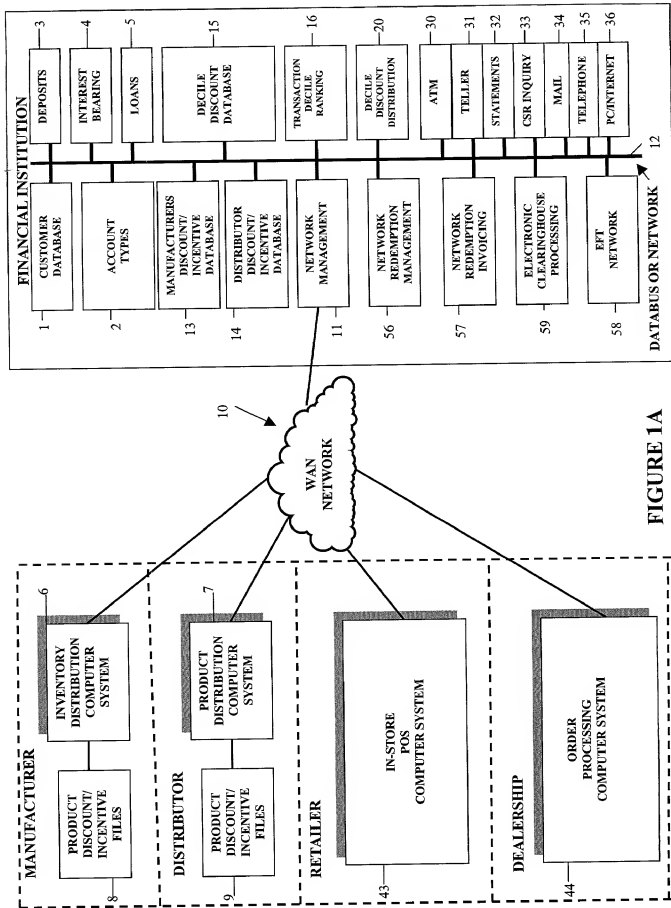 MANUFACTURER
6
INVENTORY
DISTRIBUTION
COMPUTER
SYSTEM
PRODUCT
DISCOUNT/
INCENTIVE
FILES
8
DISTRIBUTOR
7
PRODUCT
DISTRIBUTION
COMPUTER
SYSTEM
PRODUCT
DISCOUNT/
INCENTIVE
FILES
9
RETAILER
IN-STORE
POS
COMPUTER SYSTEM
43
DEALERSHIP
ORDER
PROCESSING
COMPUTER SYSTEM
44
10
WAN
NETWORK
FINANCIAL INSTITUTION
CUSTOMER
DATABASE
1
ACCOUNT
TYPES
2
MANUFACTURERS
DISCOUNT/
INCENTIVE
DATABASE
13
DISTRIBUTOR
DISCOUNT/
INCENTIVE
DATABASE
14
NETWORK
MANAGEMENT
11
NETWORK
REDEMPTION
MANAGEMENT
56
NETWORK
REDEMPTION
INVOICING
57
ELECTRONIC
CLEARINGHOUSE
PROCESSING
59
EFT
NETWORK
58
DEPOSITS
3
INTEREST
BEARING
4
LOANS
5
DECILE
DISCOUNT
DATABASE
15
TRANSACTION
DECILE
RANKING
16
DECILE
DISCOUNT
DISTRIBUTION
20
ATM
30
TELLER
31
STATEMENTS
32
CSR INQUIRY
33
MAIL
34
TELEPHONE
35
PC/INTERNET
36
12
DATABUS OR NETWORK
FIGURE 1A